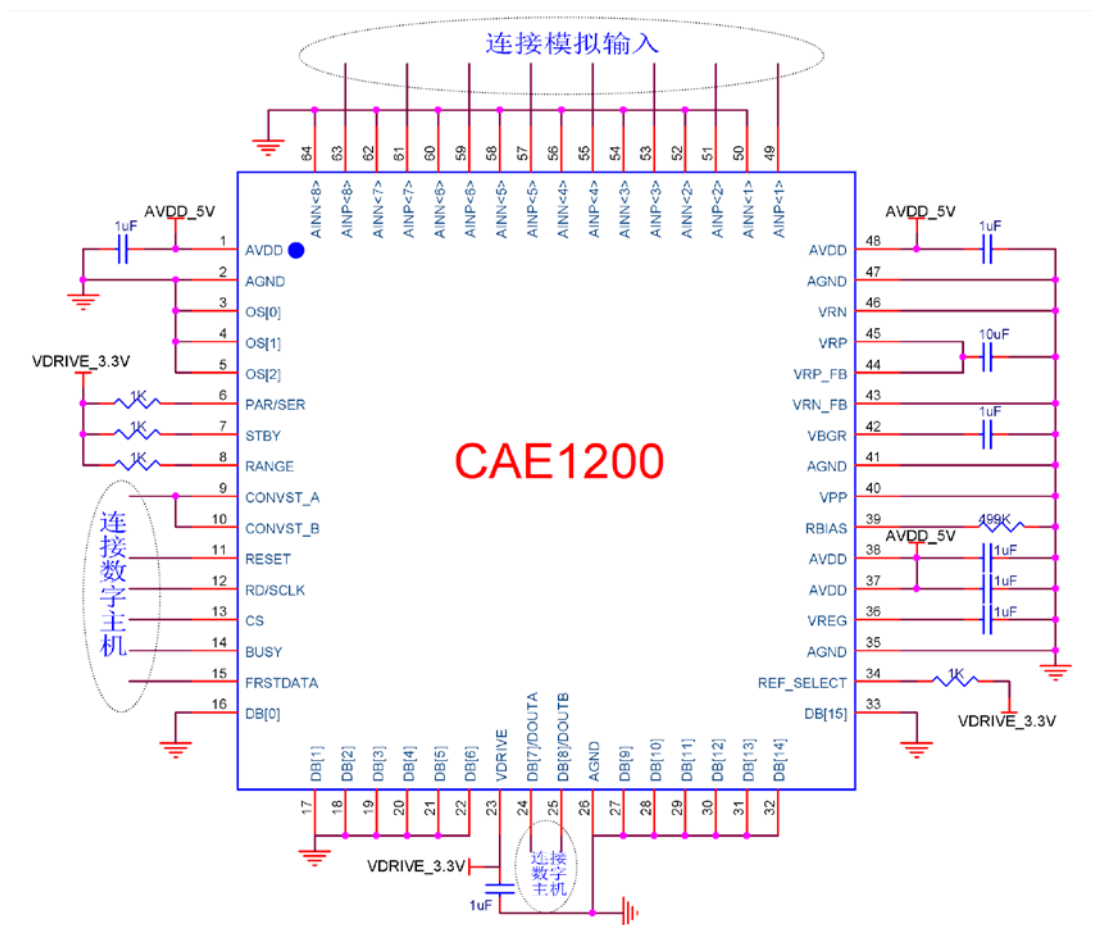 连接模拟输入
64
63
62
61
60
59
58
57
56
55
54
53
52
51
50
49
AINN<8>
AINP<8>
AINN<7>
AINP<7>
AINN<6>
AINP<6>
AINN<5>
AINP<5>
AINN<4>
AINP<4>
AINN<3>
AINP<3>
AINN<2>
AINP<2>
AINN<1>
AINP<1>
AVDD_5V
1uF
1 AVDD
2 AGND
3 OS[0]
4 OS[1]
5 OS[2]
VDRIVE_3.3V
1K 6 PAR/SER
1K 7 STBY
1K 8 RANGE
9 CONVST_A
10 CONVST_B
11 RESET
12 RD/SCLK
13 CS
14 BUSY
15 FRSTDATA
16 DB[0]
连接数字主机
CAE1200
AVDD_5V
1uF
AVDD 48
AGND 47
VRN 46
VRP 45
10uF
VRP_FB 44
VRN_FB 43
1uF
VBGR 42
AGND 41
VPP 40
RBIAS 39 499K
AVDD_5V
AVDD 38 1uF
AVDD 37 1uF
VREG 36 1uF
AGND 35
REF_SELECT 34 1K
DB[15] 33
VDRIVE_3.3V
DB[1]
DB[2]
DB[3]
DB[4]
DB[5]
DB[6]
VDRIVE
DB[7]/DOUTA
DB[8]/DOUTB
AGND
DB[9]
DB[10]
DB[11]
DB[12]
DB[13]
DB[14]
17
18
19
20
21
22
23
24
25
26
27
28
29
30
31
32
VDRIVE_3.3V
1uF
连接
数字
主机